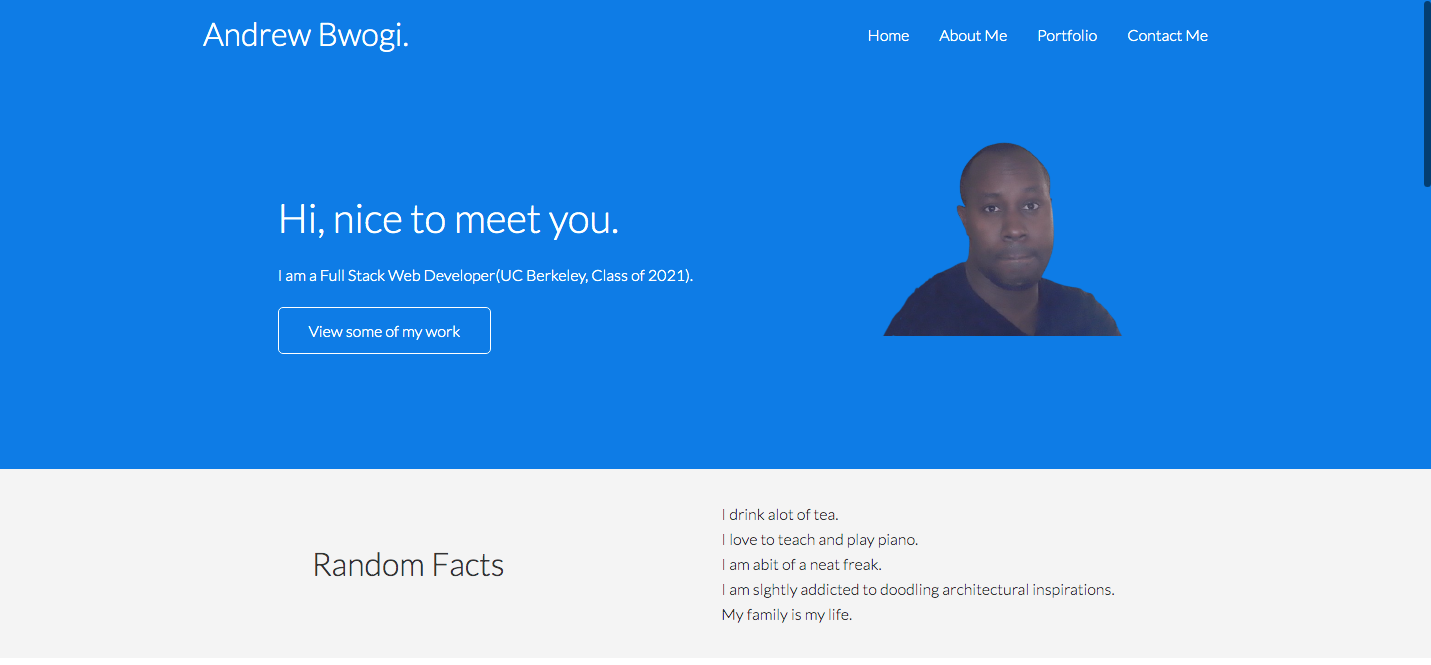 Andrew Bwogi.
Home About Me Portfolio Contact Me
Hi, nice to meet you.
I am a Full Stack Web Developer(UC Berkeley, Class of 2021).
View some of my work
Random Facts
I drink alot of tea.
I love to teach and play piano.
I am abit of a neat freak.
I am slghtly addicted to doodling architectural inspirations.
My family is my life.